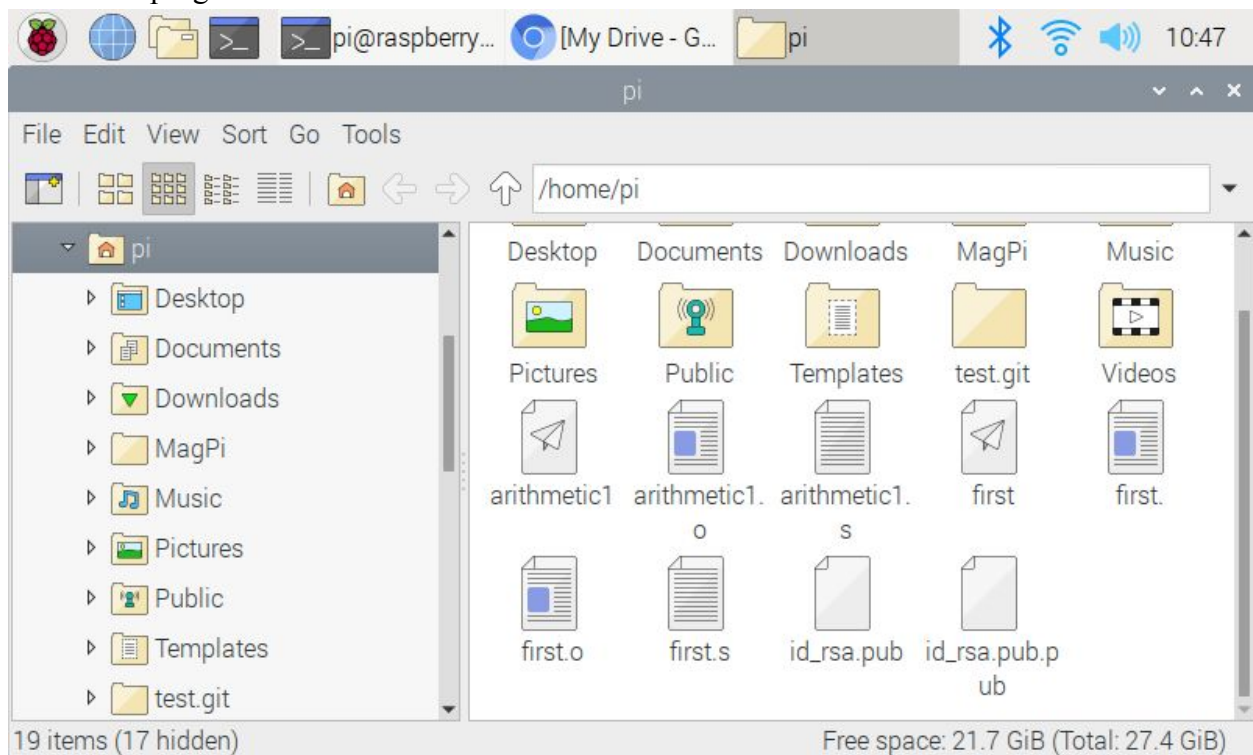 pi@raspberry... [My Drive - G... pi 10:47
pi
File Edit View Sort Go Tools
/home/pi
pi
Desktop
Documents
Downloads
MagPi
Music
Pictures
Public
Templates
test.git
Desktop Documents Downloads MagPi Music
Pictures Public Templates test.git Videos
arithmetic1 arithmetic1. arithmetic1. first first.
o s
first.o first.s id_rsa.pub id_rsa.pub.p
ub
19 items (17 hidden) Free space: 21.7 GiB (Total: 27.4 GiB)